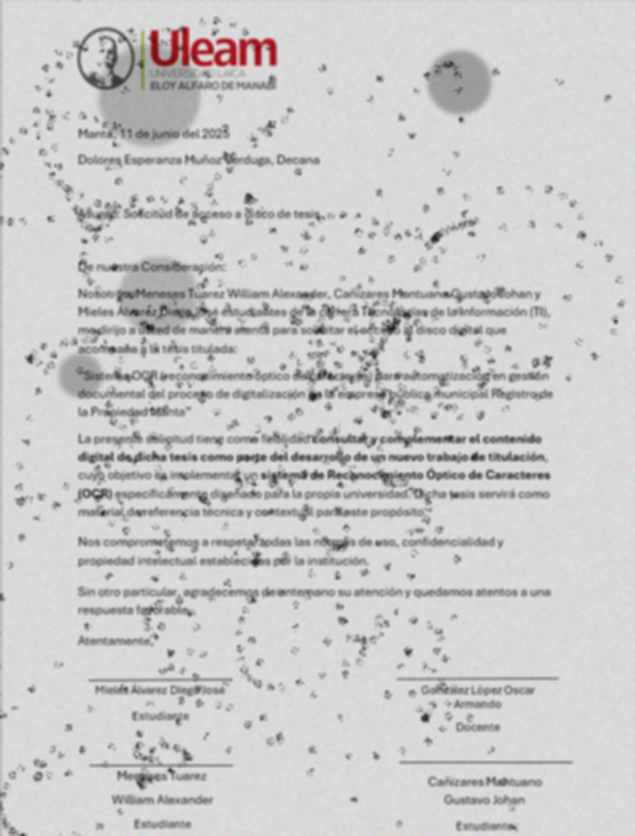 Uleam
UNIVERSIDAD LAICA
ELOY ALFARO DE MANABÍ
Manta, 11 de junio del 2025
Dolores Esperanza Muñoz Verduga, Decana
Asunto: Solicitud de acceso a disco de tesis
De nuestra Consideración:
Nosotros, Meneses Tuarez William Alexander, Cañizares Mantuano Gustavo Johan y
Mieles Álvarez Diego José estudiantes de la carrera Tecnologías de la Información (TI),
me dirijo a usted de manera atenta para solicitar el acceso al disco digital que
acompaña a la tesis titulada:
"Sistema OCR (reconocimiento óptico de caracteres) para automatización en gestión
documental del proceso de digitalización de la empresa pública municipal Registro de
la Propiedad Manta"
La presente solicitud tiene como finalidad consultar y complementar el contenido
digital de dicha tesis como parte del desarrollo de un nuevo trabajo de titulación,
cuyo objetivo es implementar un sistema de Reconocimiento Óptico de Caracteres
(OCR) específicamente diseñado para la propia universidad. Dicha tesis servirá como
material de referencia técnica y contextual para este propósito.
Nos comprometemos a respetar todas las normas de uso, confidencialidad y
propiedad intelectual establecidas por la institución.
Sin otro particular, agradecemos de antemano su atención y quedamos atentos a una
respuesta favorable.
Atentamente,
Mieles Álvarez Diego José
Estudiante
González López Oscar
Armando
Docente
Meneses Tuarez
William Alexander
Estudiante
Cañizares Mantuano
Gustavo Johan
Estudiante